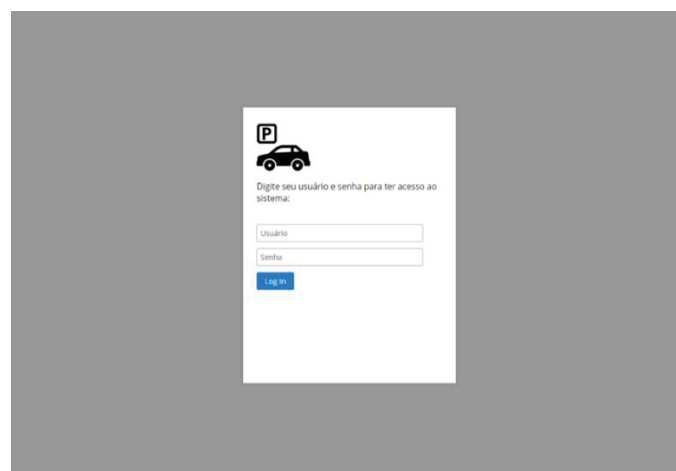 P
Digite seu usuário e senha para ter acesso ao
sistema:
Usuário
Senha
Log In